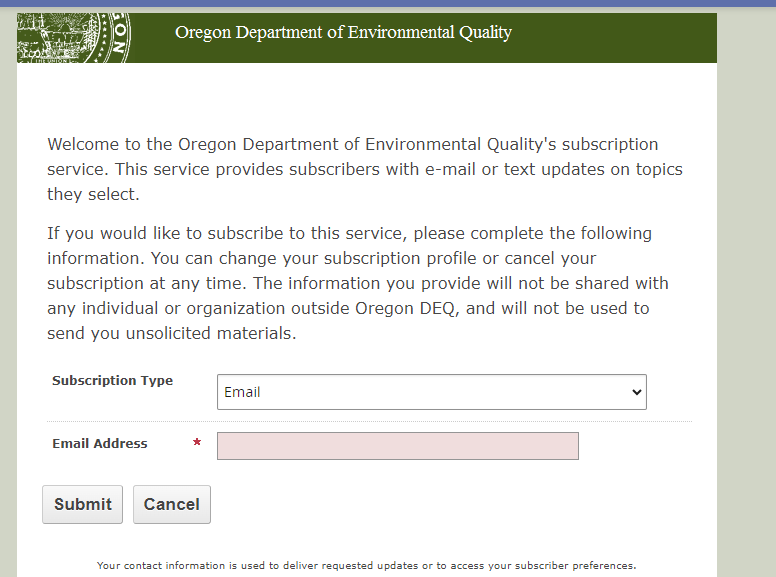 Oregon Department of Environmental Quality
ON
THE UNION
Welcome to the Oregon Department of Environmental Quality's subscription
service. This service provides subscribers with e-mail or text updates on topics
they select.
If you would like to subscribe to this service, please complete the following
information. You can change your subscription profile or cancel your
subscription at any time. The information you provide will not be shared with
any individual or organization outside Oregon DEQ, and will not be used to
send you unsolicited materials.
Subscription Type
Email
Email Address *
Submit Cancel
Your contact information is used to deliver requested updates or to access your subscriber preferences.